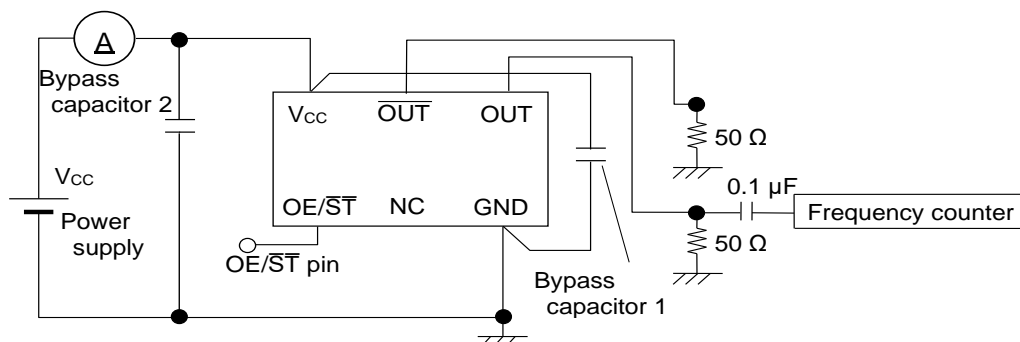 A
Bypass
capacitor 2
VCC
Power
supply
VCC
OUT
OUT
OE/ST
NC
GND
OE/ST pin
Bypass
capacitor 1
50 Ω
0.1 µF
50 Ω
Frequency counter